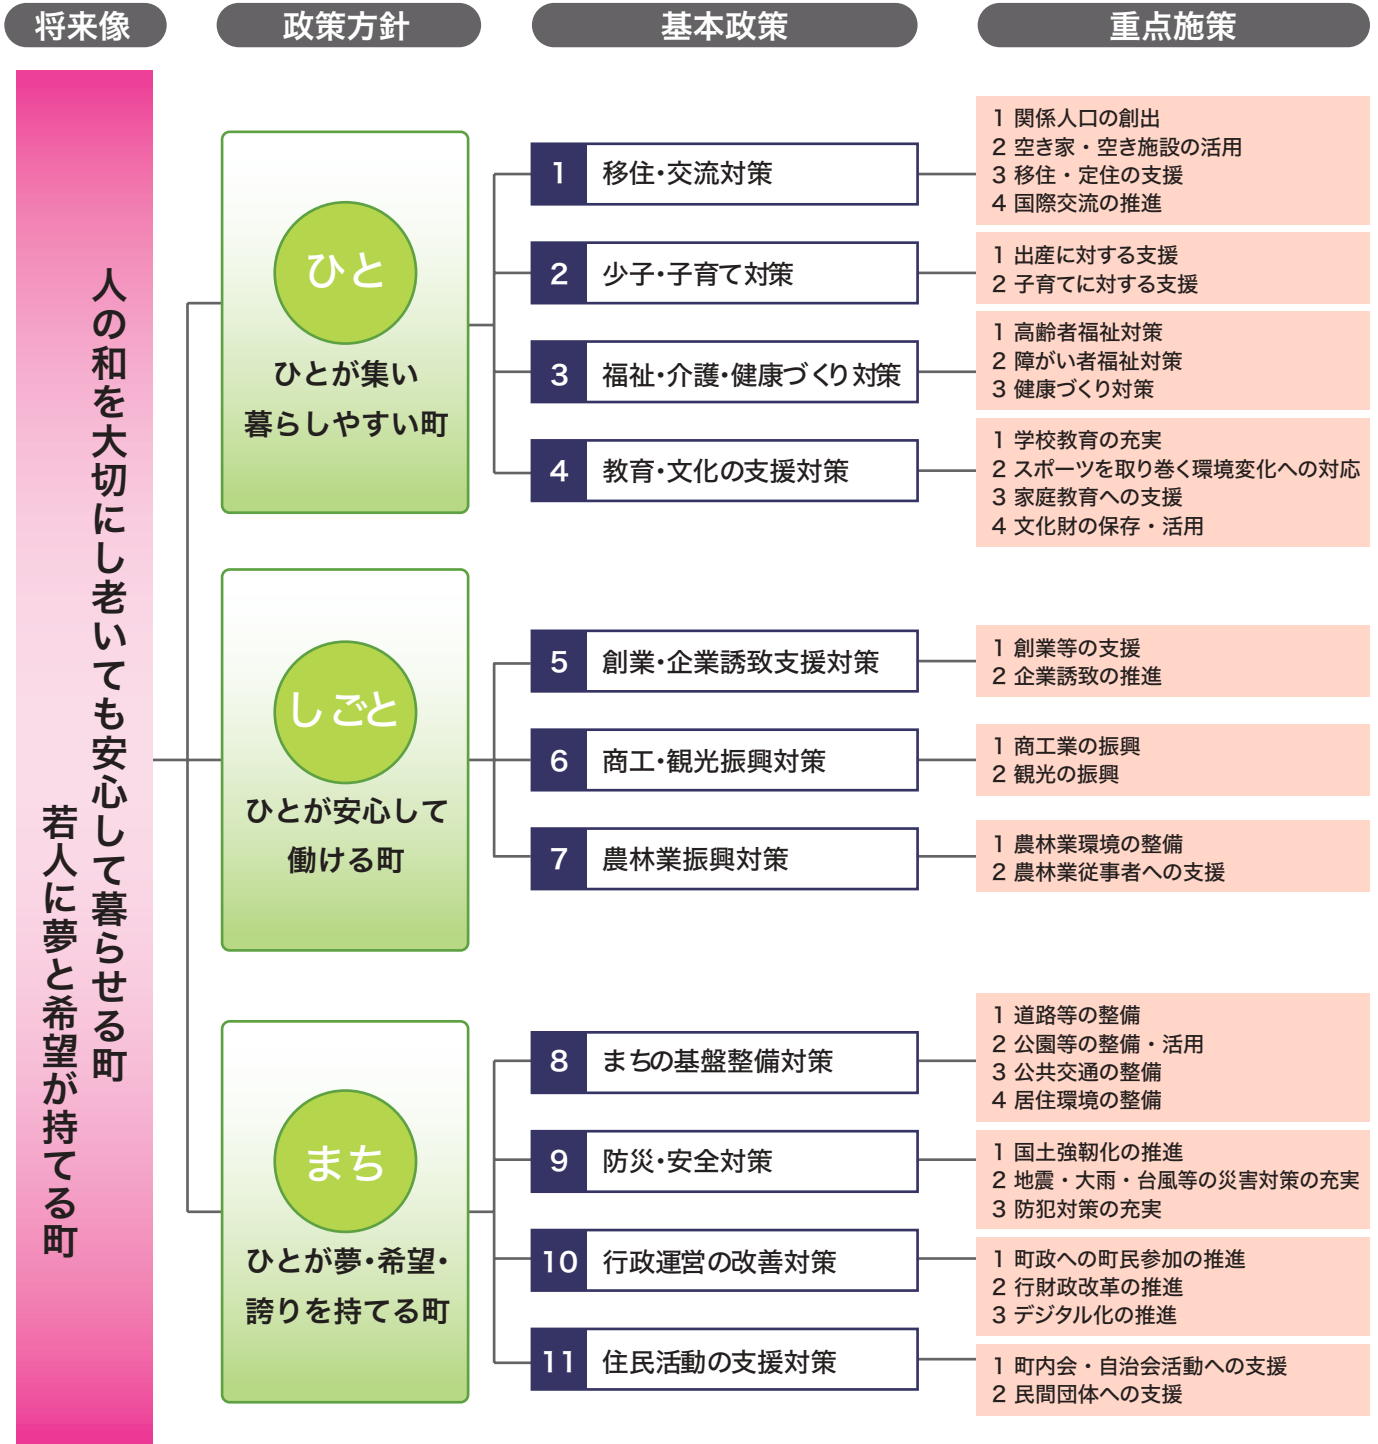 将来像
政策方針
基本政策
重点施策
人の和を大切にし老いても安心して暮らせる町
若人に夢と希望が持てる町
ひと
ひとが集い
暮らしやすい町
1 移住・交流対策
1 関係人口の創出
2 空き家・空き施設の活用
3 移住・定住の支援
4 国際交流の推進
2 少子・子育て対策
1 出産に対する支援
2 子育てに対する支援
3 福祉・介護・健康づくり対策
1 高齢者福祉対策
2 障がい者福祉対策
3 健康づくり対策
4 教育・文化の支援対策
1 学校教育の充実
2 スポーツを取り巻く環境変化への対応
3 家庭教育への支援
4 文化財の保存・活用
しごと
ひとが安心して
働ける町
5 創業・企業誘致支援対策
1 創業等の支援
2 企業誘致の推進
6 商工・観光振興対策
1 商工業の振興
2 観光の振興
7 農林業振興対策
1 農林業環境の整備
2 農林業従事者への支援
まち
ひとが夢・希望・
誇りを持てる町
8 まちの基盤整備対策
1 道路等の整備
2 公園等の整備・活用
3 公共交通の整備
4 居住環境の整備
9 防災・安全対策
1 国土強靭化の推進
2 地震・大雨・台風等の災害対策の充実
3 防犯対策の充実
10 行政運営の改善対策
1 町政への町民参加の推進
2 行財政改革の推進
3 デジタル化の推進
11 住民活動の支援対策
1 町内会・自治会活動への支援
2 民間団体への支援